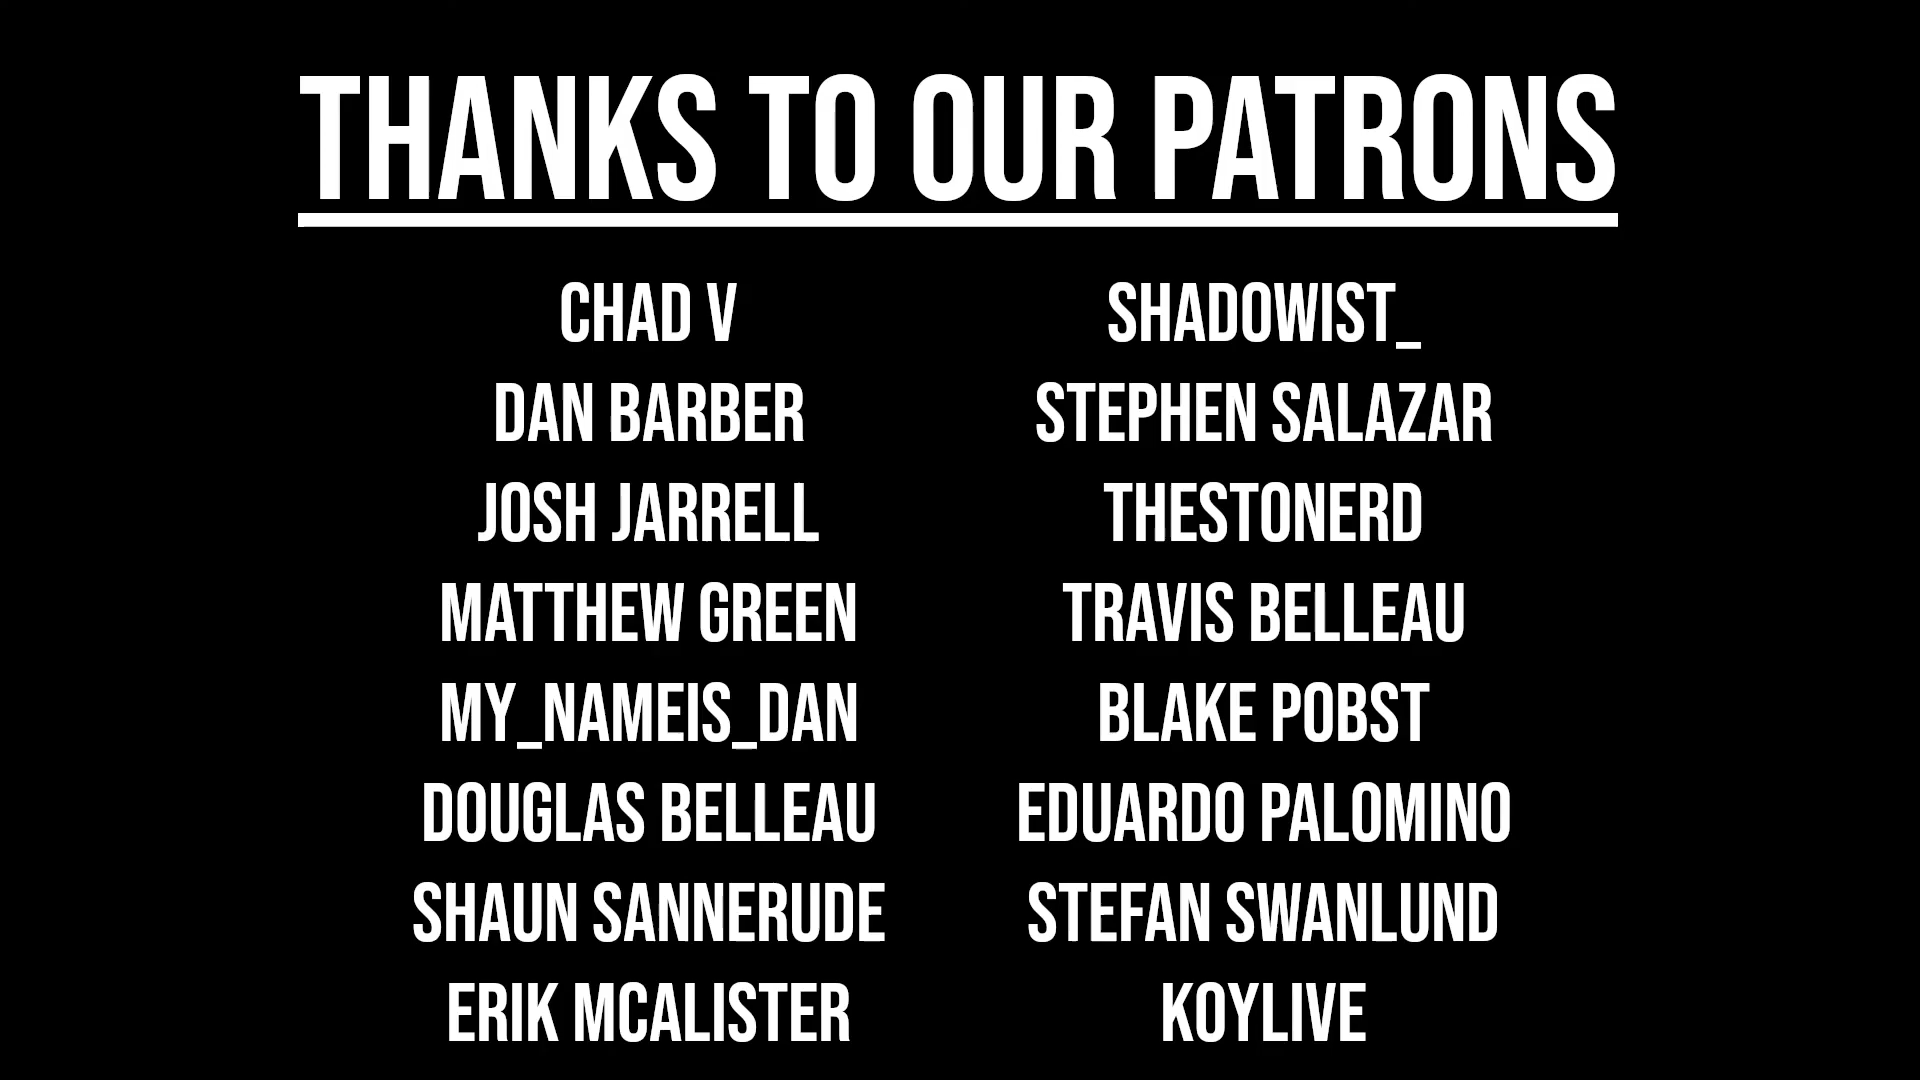 THANKS TO OUR PATRONS
CHAD V
DAN BARBER
JOSH JARRELL
MATTHEW GREEN
MY_NAMEIS_DAN
DOUGLAS BELLEAU
SHAUN SANNERUDE
ERIK MCALISTER
SHADOWIST_
STEPHEN SALAZAR
THESTONERD
TRAVIS BELLEAU
BLAKE POBST
EDUARDO PALOMINO
STEFAN SWANLUND
KOYLIVE